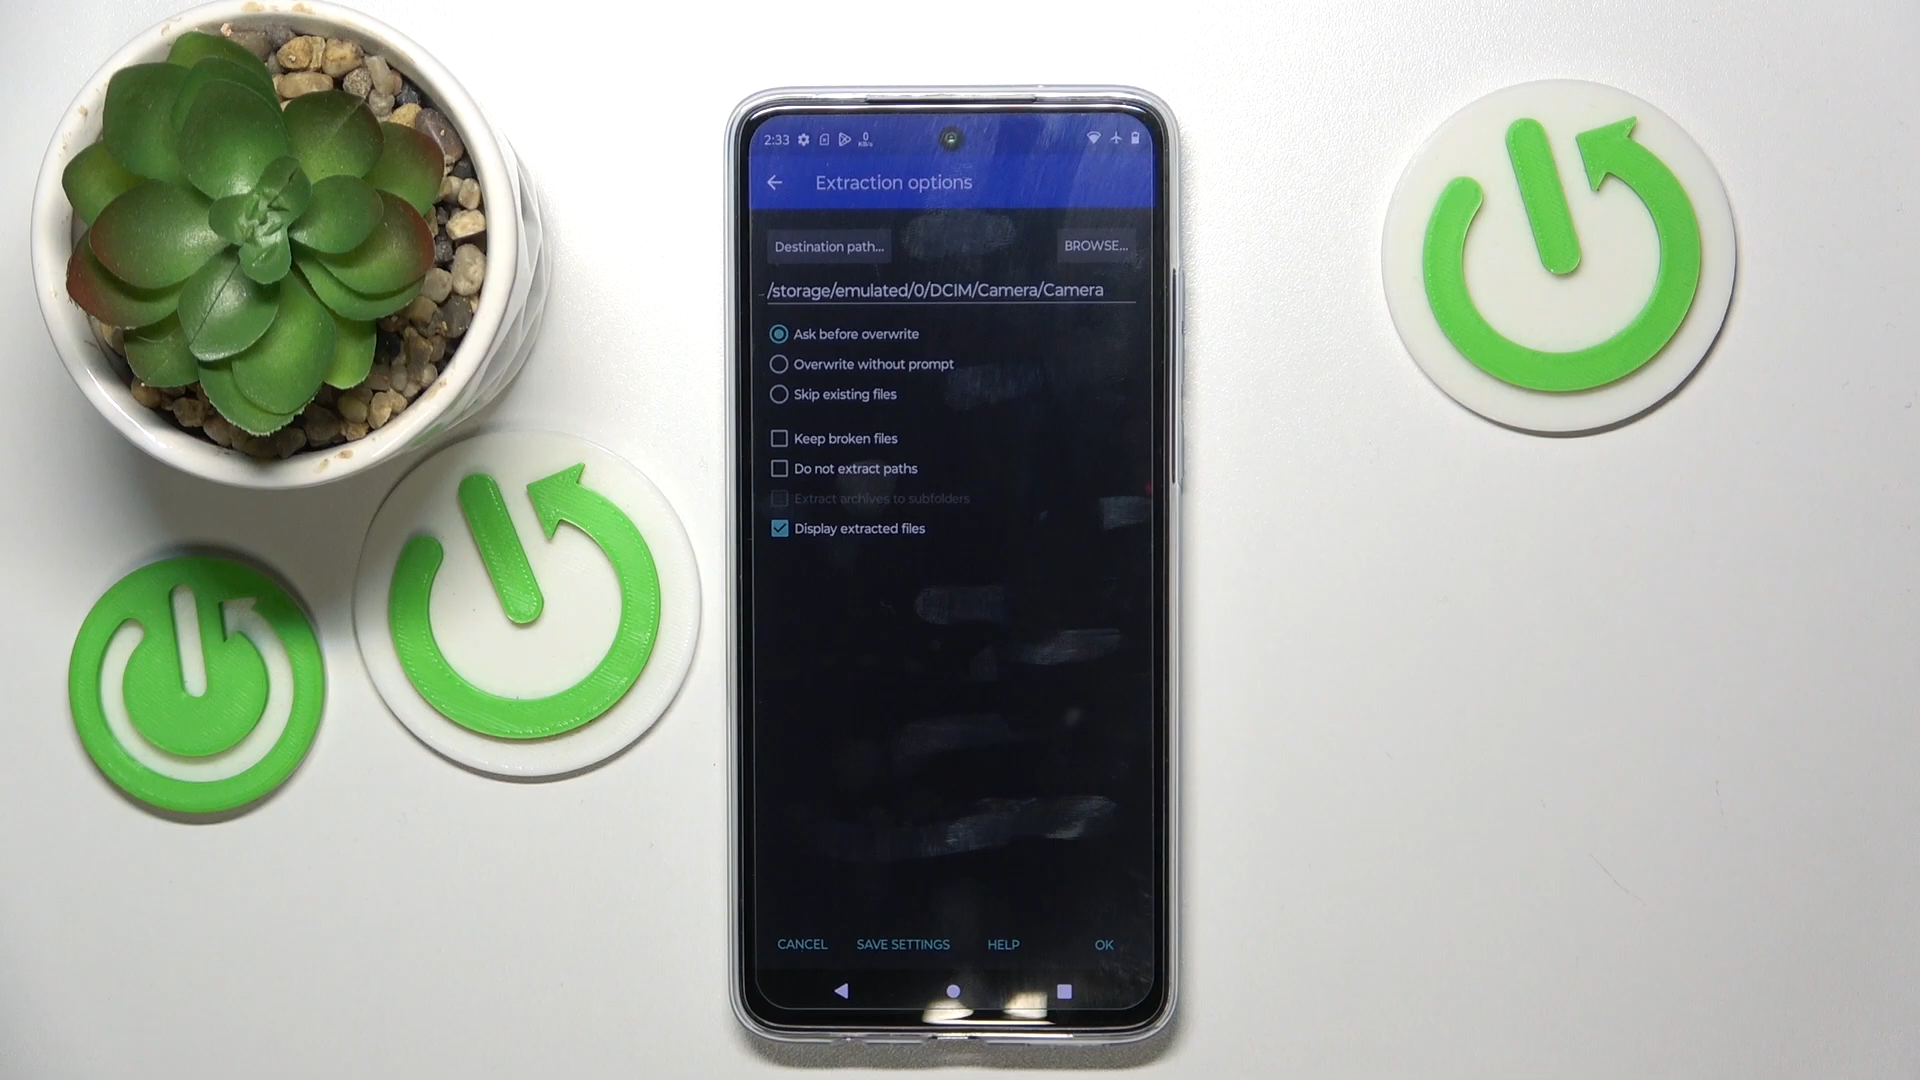 2:33 0 KB/s
Extraction options
Destination path... BROWSE...
/storage/emulated/0/DCIM/Camera/Camera
Ask before overwrite
Overwrite without prompt
Skip existing files
Keep broken files
Do not extract paths
Extract archives to subfolders
Display extracted files
CANCEL SAVE SETTINGS HELP OK